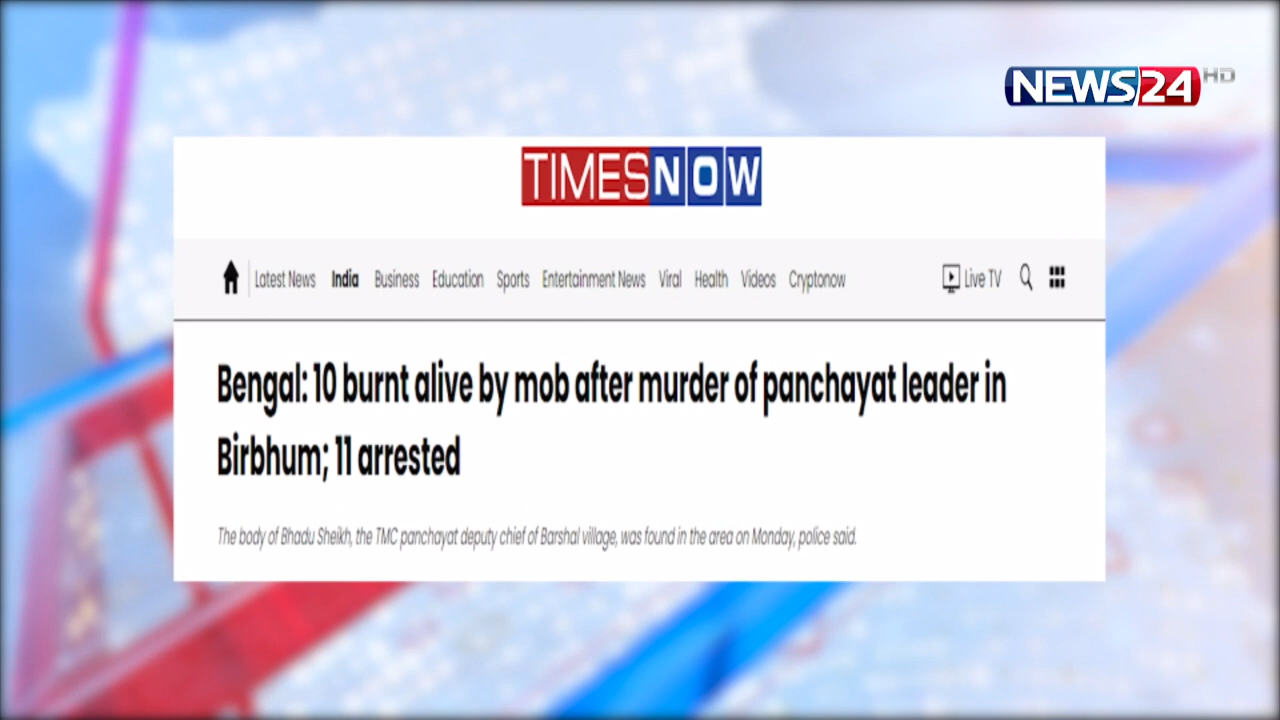 NEWS24 HD
TIMES NOW
Latest News India Business Education Sports Entertainment News Viral Health Videos Cryptonow Live TV
Bengal: 10 burnt alive by mob after murder of panchayat leader in
Birbhum; 11 arrested
The body of Bhadu Sheikh, the TMC panchayat deputy chief of Barshal village, was found in the area on Monday, police said.